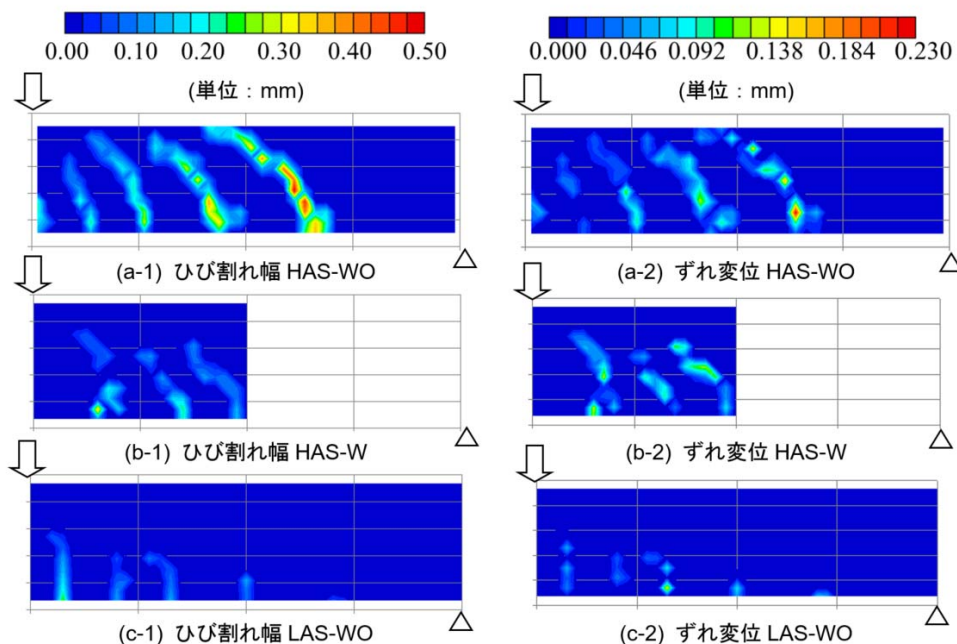 0.00 0.10 0.20 0.30 0.40 0.50
0.000 0.046 0.092 0.138 0.184 0.230
(単位：mm)
(単位：mm)
(a-1) ひび割れ幅 HAS-WO
(a-2) ずれ変位 HAS-WO
(b-1) ひび割れ幅 HAS-W
(b-2) ずれ変位 HAS-W
(c-1) ひび割れ幅 LAS-WO
(c-2) ずれ変位 LAS-WO